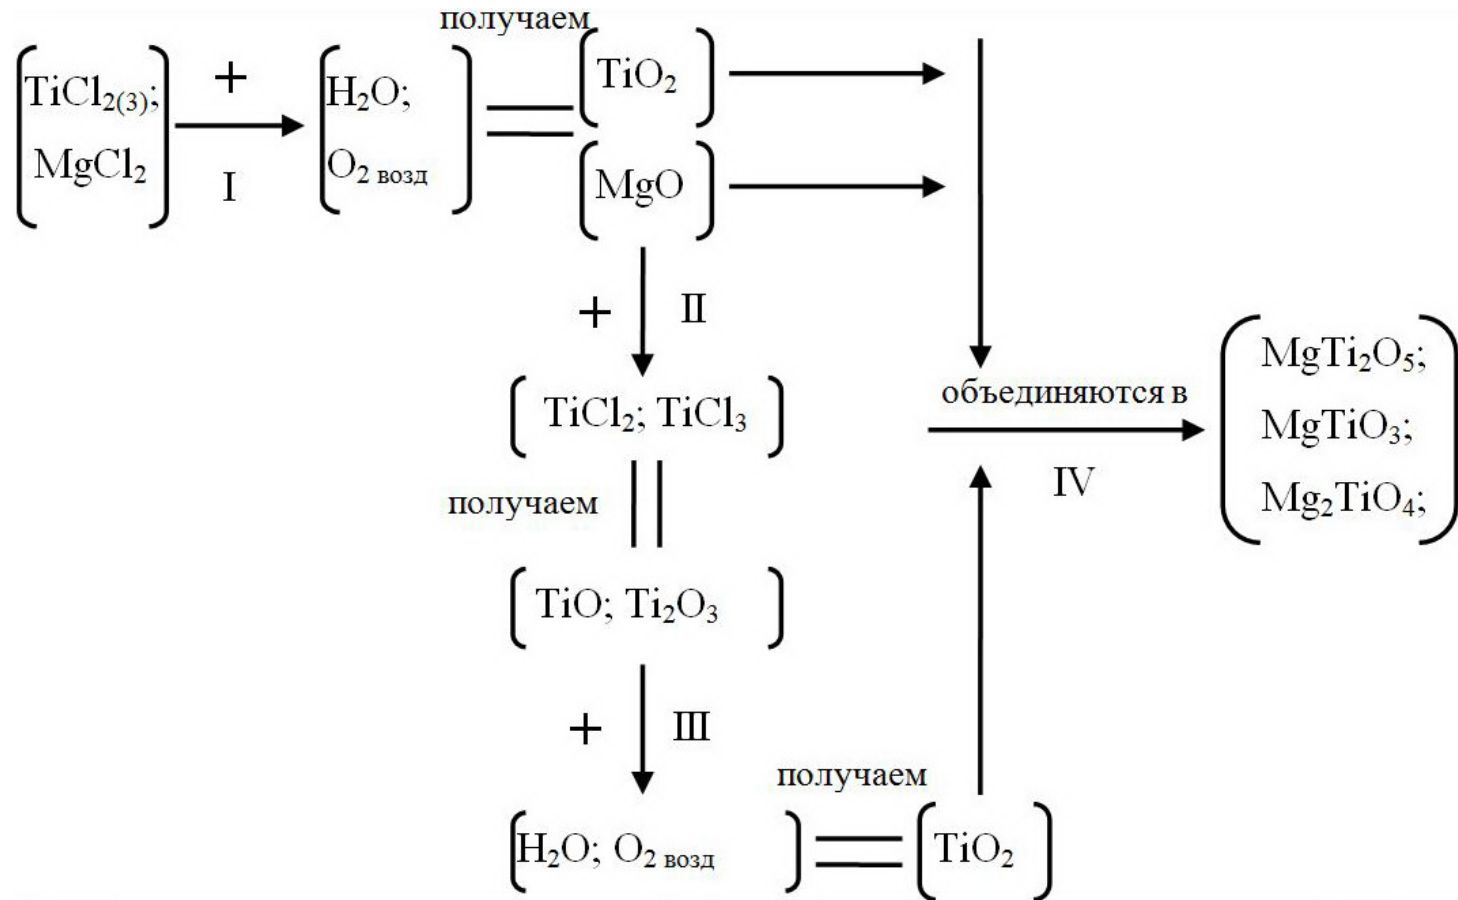 получаем
TiCl2(3);
MgCl2
+
I
H2O;
O2 возд
=
TiO2
MgO
+ II
TiCl2; TiCl3
получаем
TiO; Ti2O3
+ III
H2O; O2 возд
=
получаем
TiO2
объединяются в
IV
MgTi2O5;
MgTiO3;
Mg2TiO4;